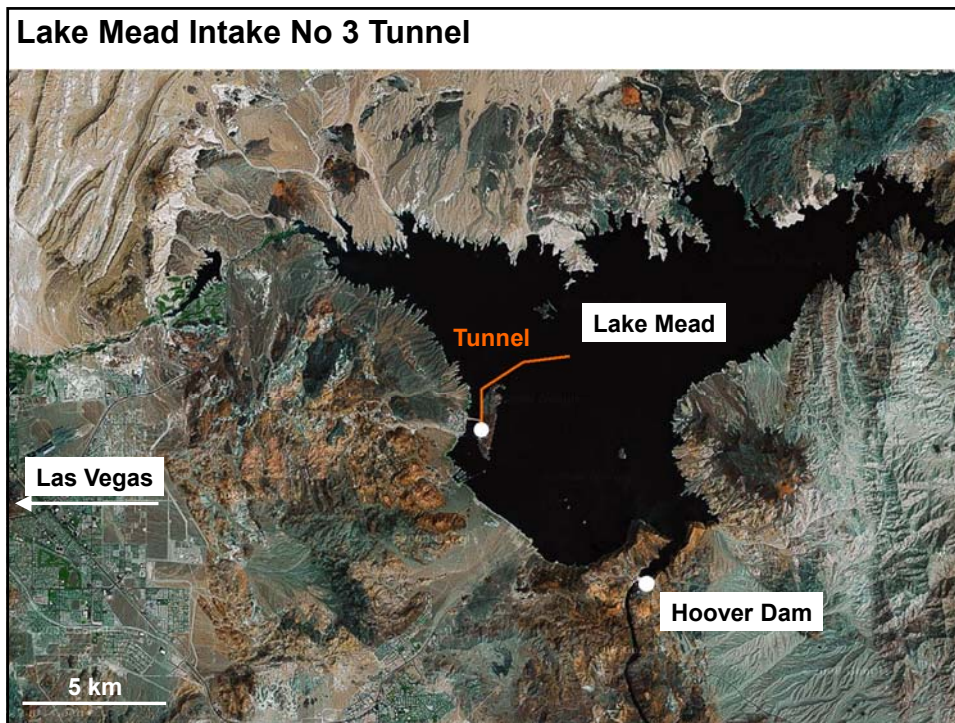 Lake Mead Intake No 3 Tunnel
Tunnel
Lake Mead
Las Vegas
Hoover Dam
5 km